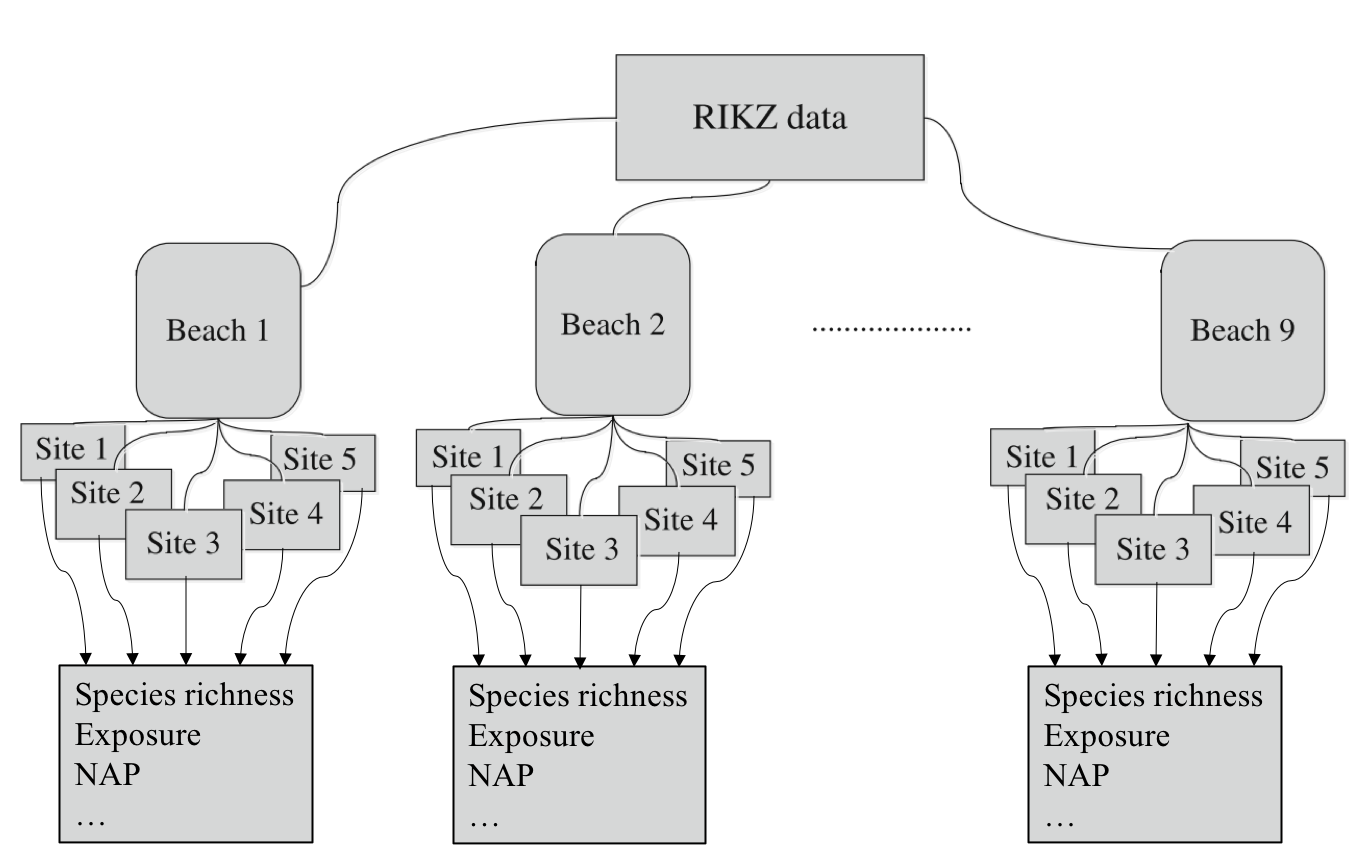 RIKZ data
Beach 1
Beach 2
....................
Beach 9
Site 1
Site 2
Site 3
Site 4
Site 5
Site 1
Site 2
Site 3
Site 4
Site 5
Site 1
Site 2
Site 3
Site 4
Site 5
Species richness
Exposure
NAP
…
Species richness
Exposure
NAP
…
Species richness
Exposure
NAP
…